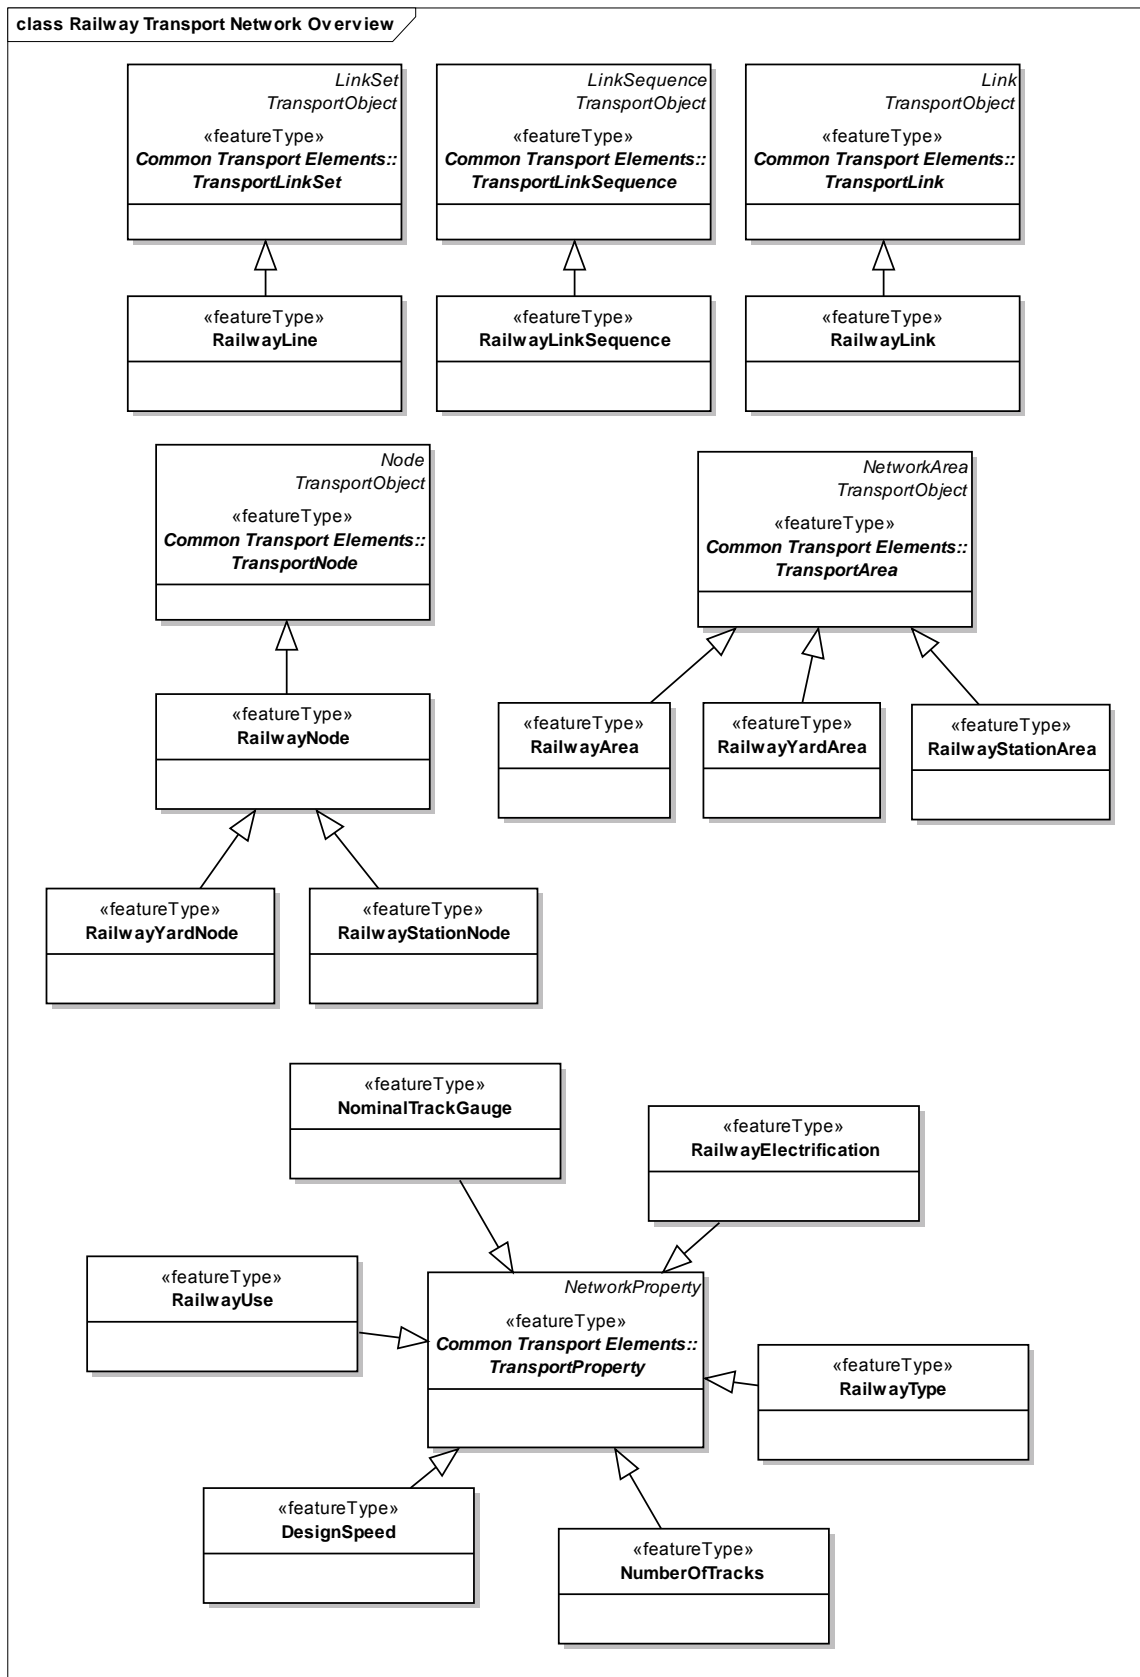 class Railway Transport Network Overview
LinkSet
TransportObject
«featureType»
Common Transport Elements::
TransportLinkSet
LinkSequence
TransportObject
«featureType»
Common Transport Elements::
TransportLinkSequence
Link
TransportObject
«featureType»
Common Transport Elements::
TransportLink
«featureType»
RailwayLine
«featureType»
RailwayLinkSequence
«featureType»
RailwayLink
Node
TransportObject
«featureType»
Common Transport Elements::
TransportNode
NetworkArea
TransportObject
«featureType»
Common Transport Elements::
TransportArea
«featureType»
RailwayNode
«featureType»
RailwayArea
«featureType»
RailwayYardArea
«featureType»
RailwayStationArea
«featureType»
RailwayYardNode
«featureType»
RailwayStationNode
«featureType»
NominalTrackGauge
«featureType»
RailwayElectrification
«featureType»
RailwayUse
NetworkProperty
«featureType»
Common Transport Elements::
TransportProperty
«featureType»
RailwayType
«featureType»
DesignSpeed
«featureType»
NumberOfTracks